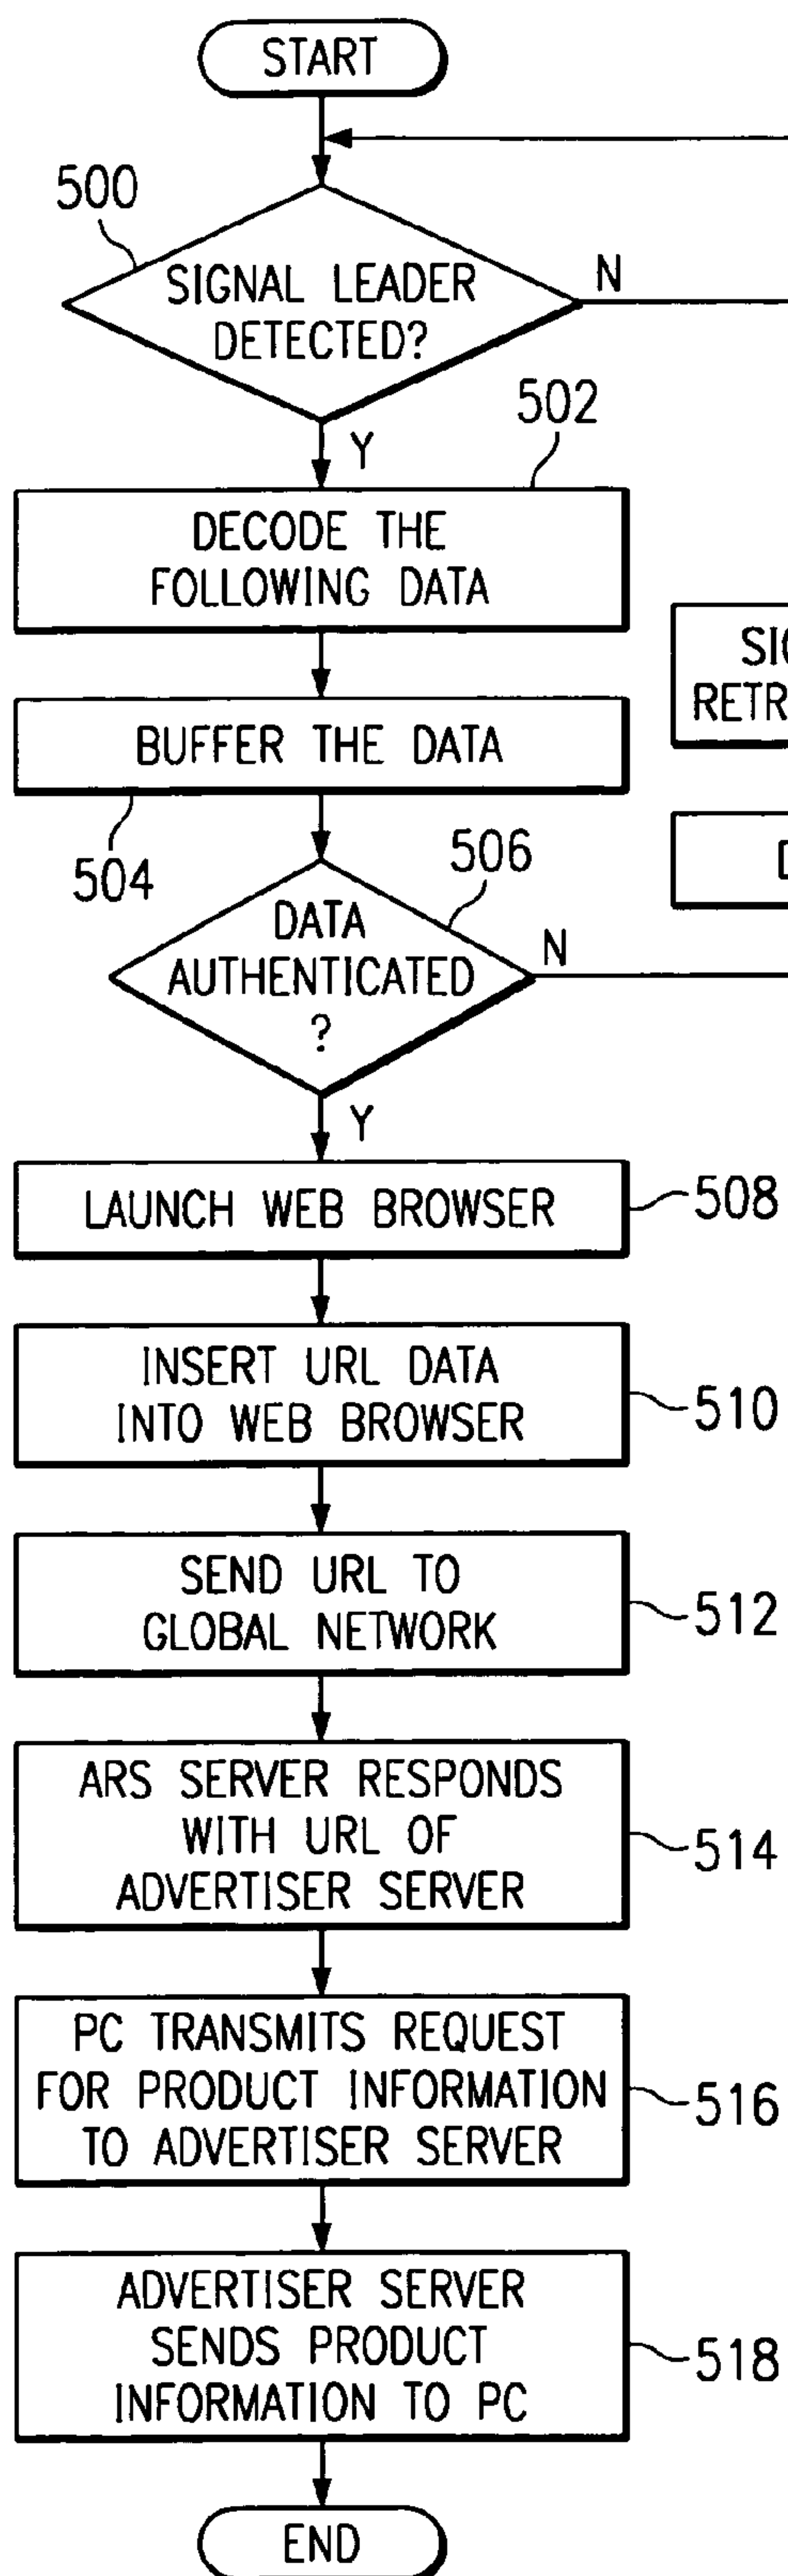 START
500
SIGNAL LEADER
DETECTED?
N
Y
502
DECODE THE
FOLLOWING DATA
BUFFER THE DATA
504
506
DATA
AUTHENTICATED
?
N
Y
LAUNCH WEB BROWSER
508
INSERT URL DATA
INTO WEB BROWSER
510
SEND URL TO
GLOBAL NETWORK
512
ARS SERVER RESPONDS
WITH URL OF
ADVERTISER SERVER
514
PC TRANSMITS REQUEST
FOR PRODUCT INFORMATION
TO ADVERTISER SERVER
516
ADVERTISER SERVER
SENDS PRODUCT
INFORMATION TO PC
518
END